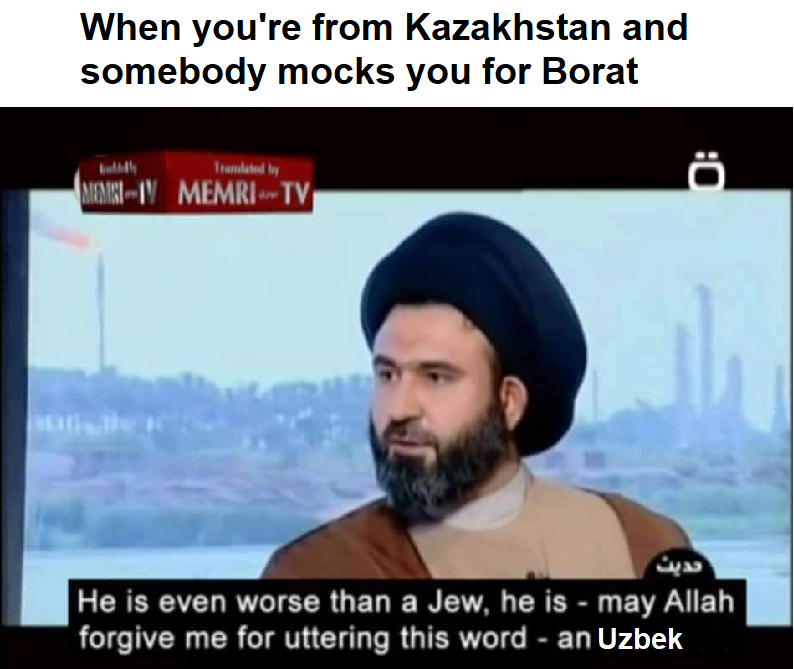 When you're from Kazakhstan and
somebody mocks you for Borat
Translated by
MEMRI TV
MEMRI TV
حديث
He is even worse than a Jew, he is - may Allah
forgive me for uttering this word - an Uzbek